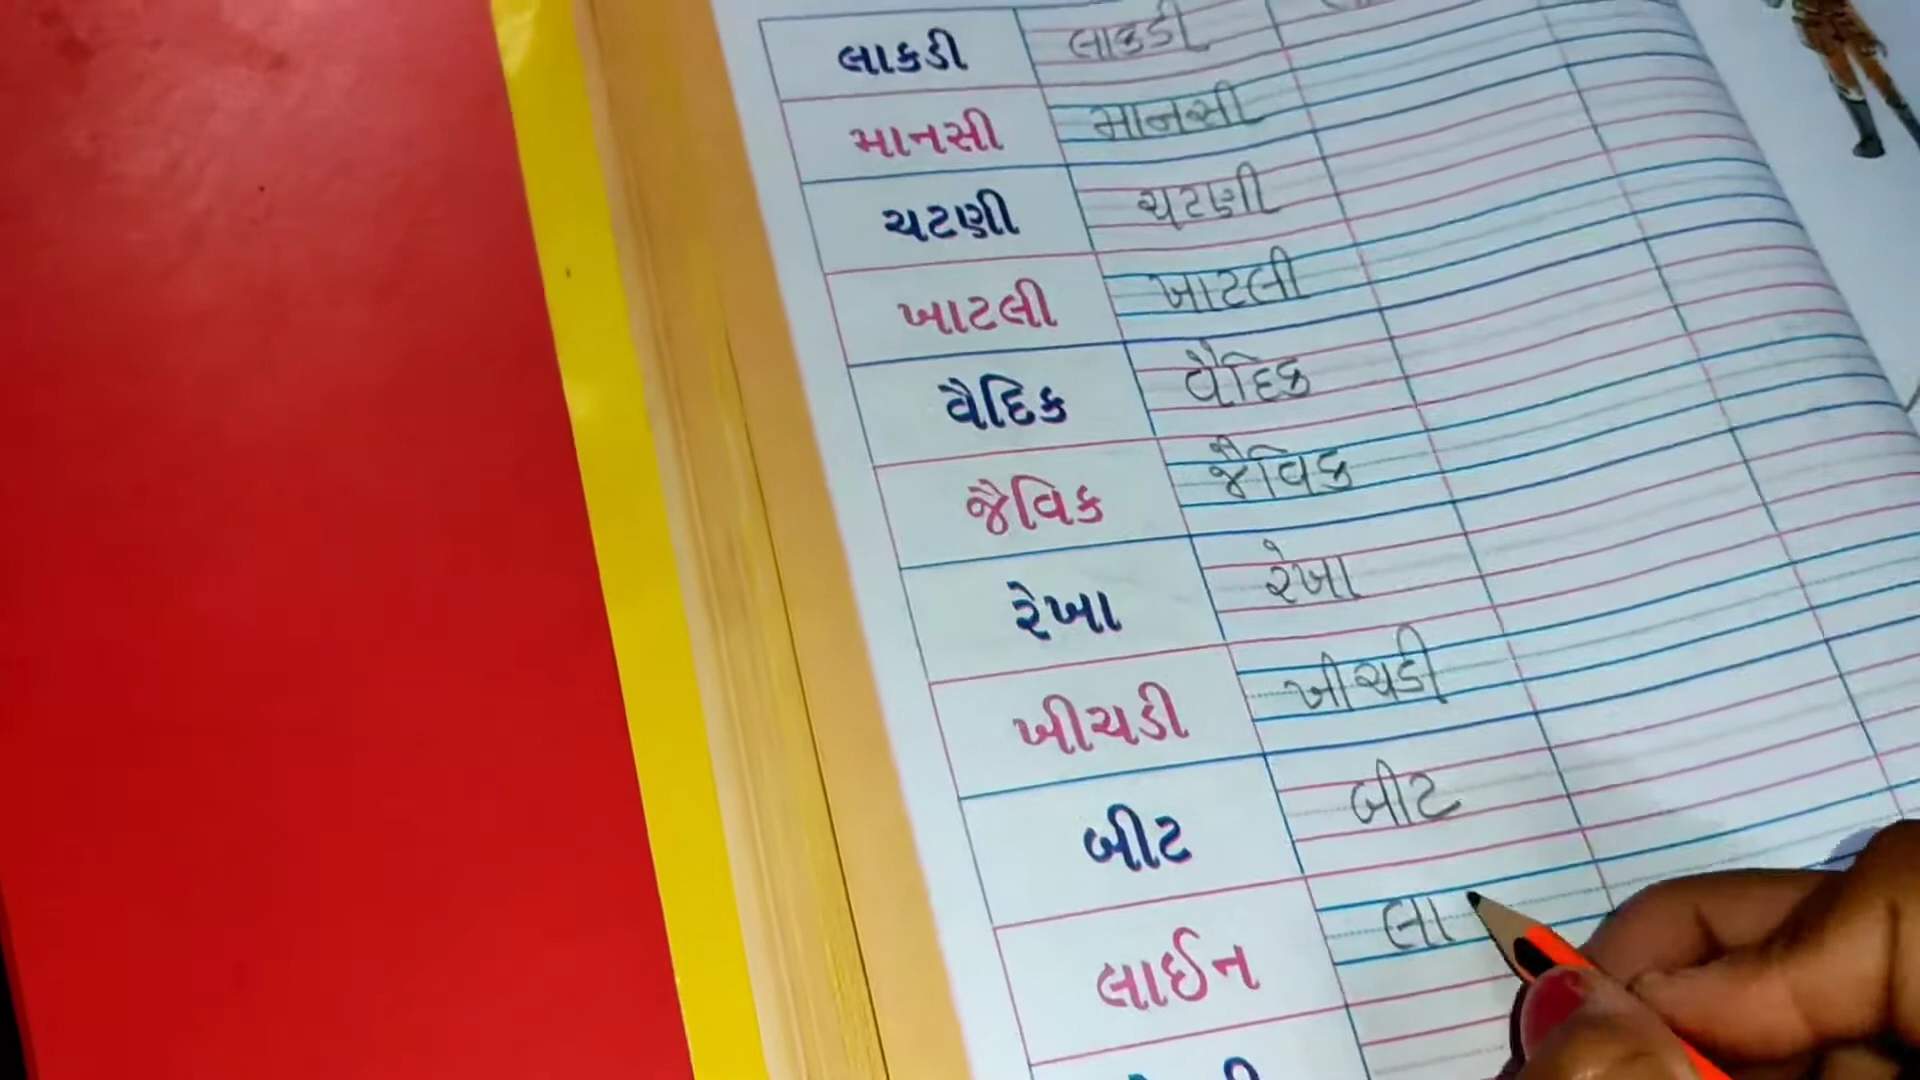 લાકડી લાકડી
માનસી માનસી
ચટણી ચટણી
ખાટલી ખાટલી
વૈદિક વૈદિક
જૈવિક જૈવિક
રેખા રેખા
ખીચડી ખીચડી
બીટ બીટ
લાઈન લા